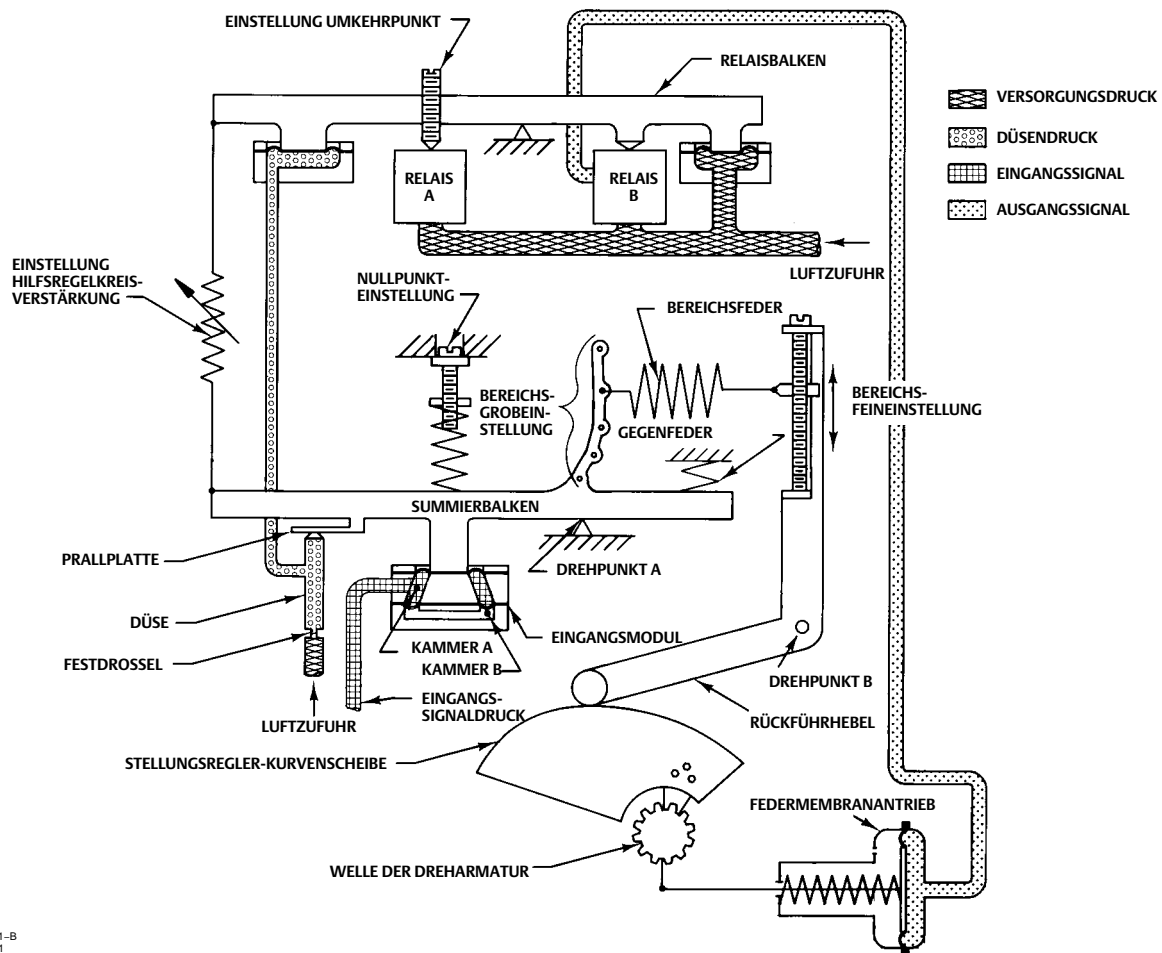 EINSTELLUNG UMKEHRPUNKT
RELAISBALKEN
VERSORGUNGSDRUCK
DÜSENDRUCK
EINGANGSSIGNAL
AUSGANGSSIGNAL
RELAIS
A
RELAIS
B
LUFTZUFUHR
EINSTELLUNG
HILFSREGELKREIS-
VERSTÄRKUNG
NULLPUNKT-
EINSTELLUNG
BEREICHSFEDER
BEREICHS-
GROBEIN-
STELLUNG
GEGENFEDER
BEREICHS-
FEINEINSTELLUNG
SUMMIERBALKEN
PRALLPLATTE
DREHPUNKT A
DÜSE
EINGANGSMODUL
KAMMER A
KAMMER B
FESTDROSSEL
DREHPUNKT B
EINGANGS-
SIGNALDRUCK
LUFTZUFUHR
RÜCKFÜHRHEBEL
STELLUNGSREGLER-KURVENSCHEIBE
FEDERMEMBRANANTRIEB
WELLE DER DREHARMATUR
1-B